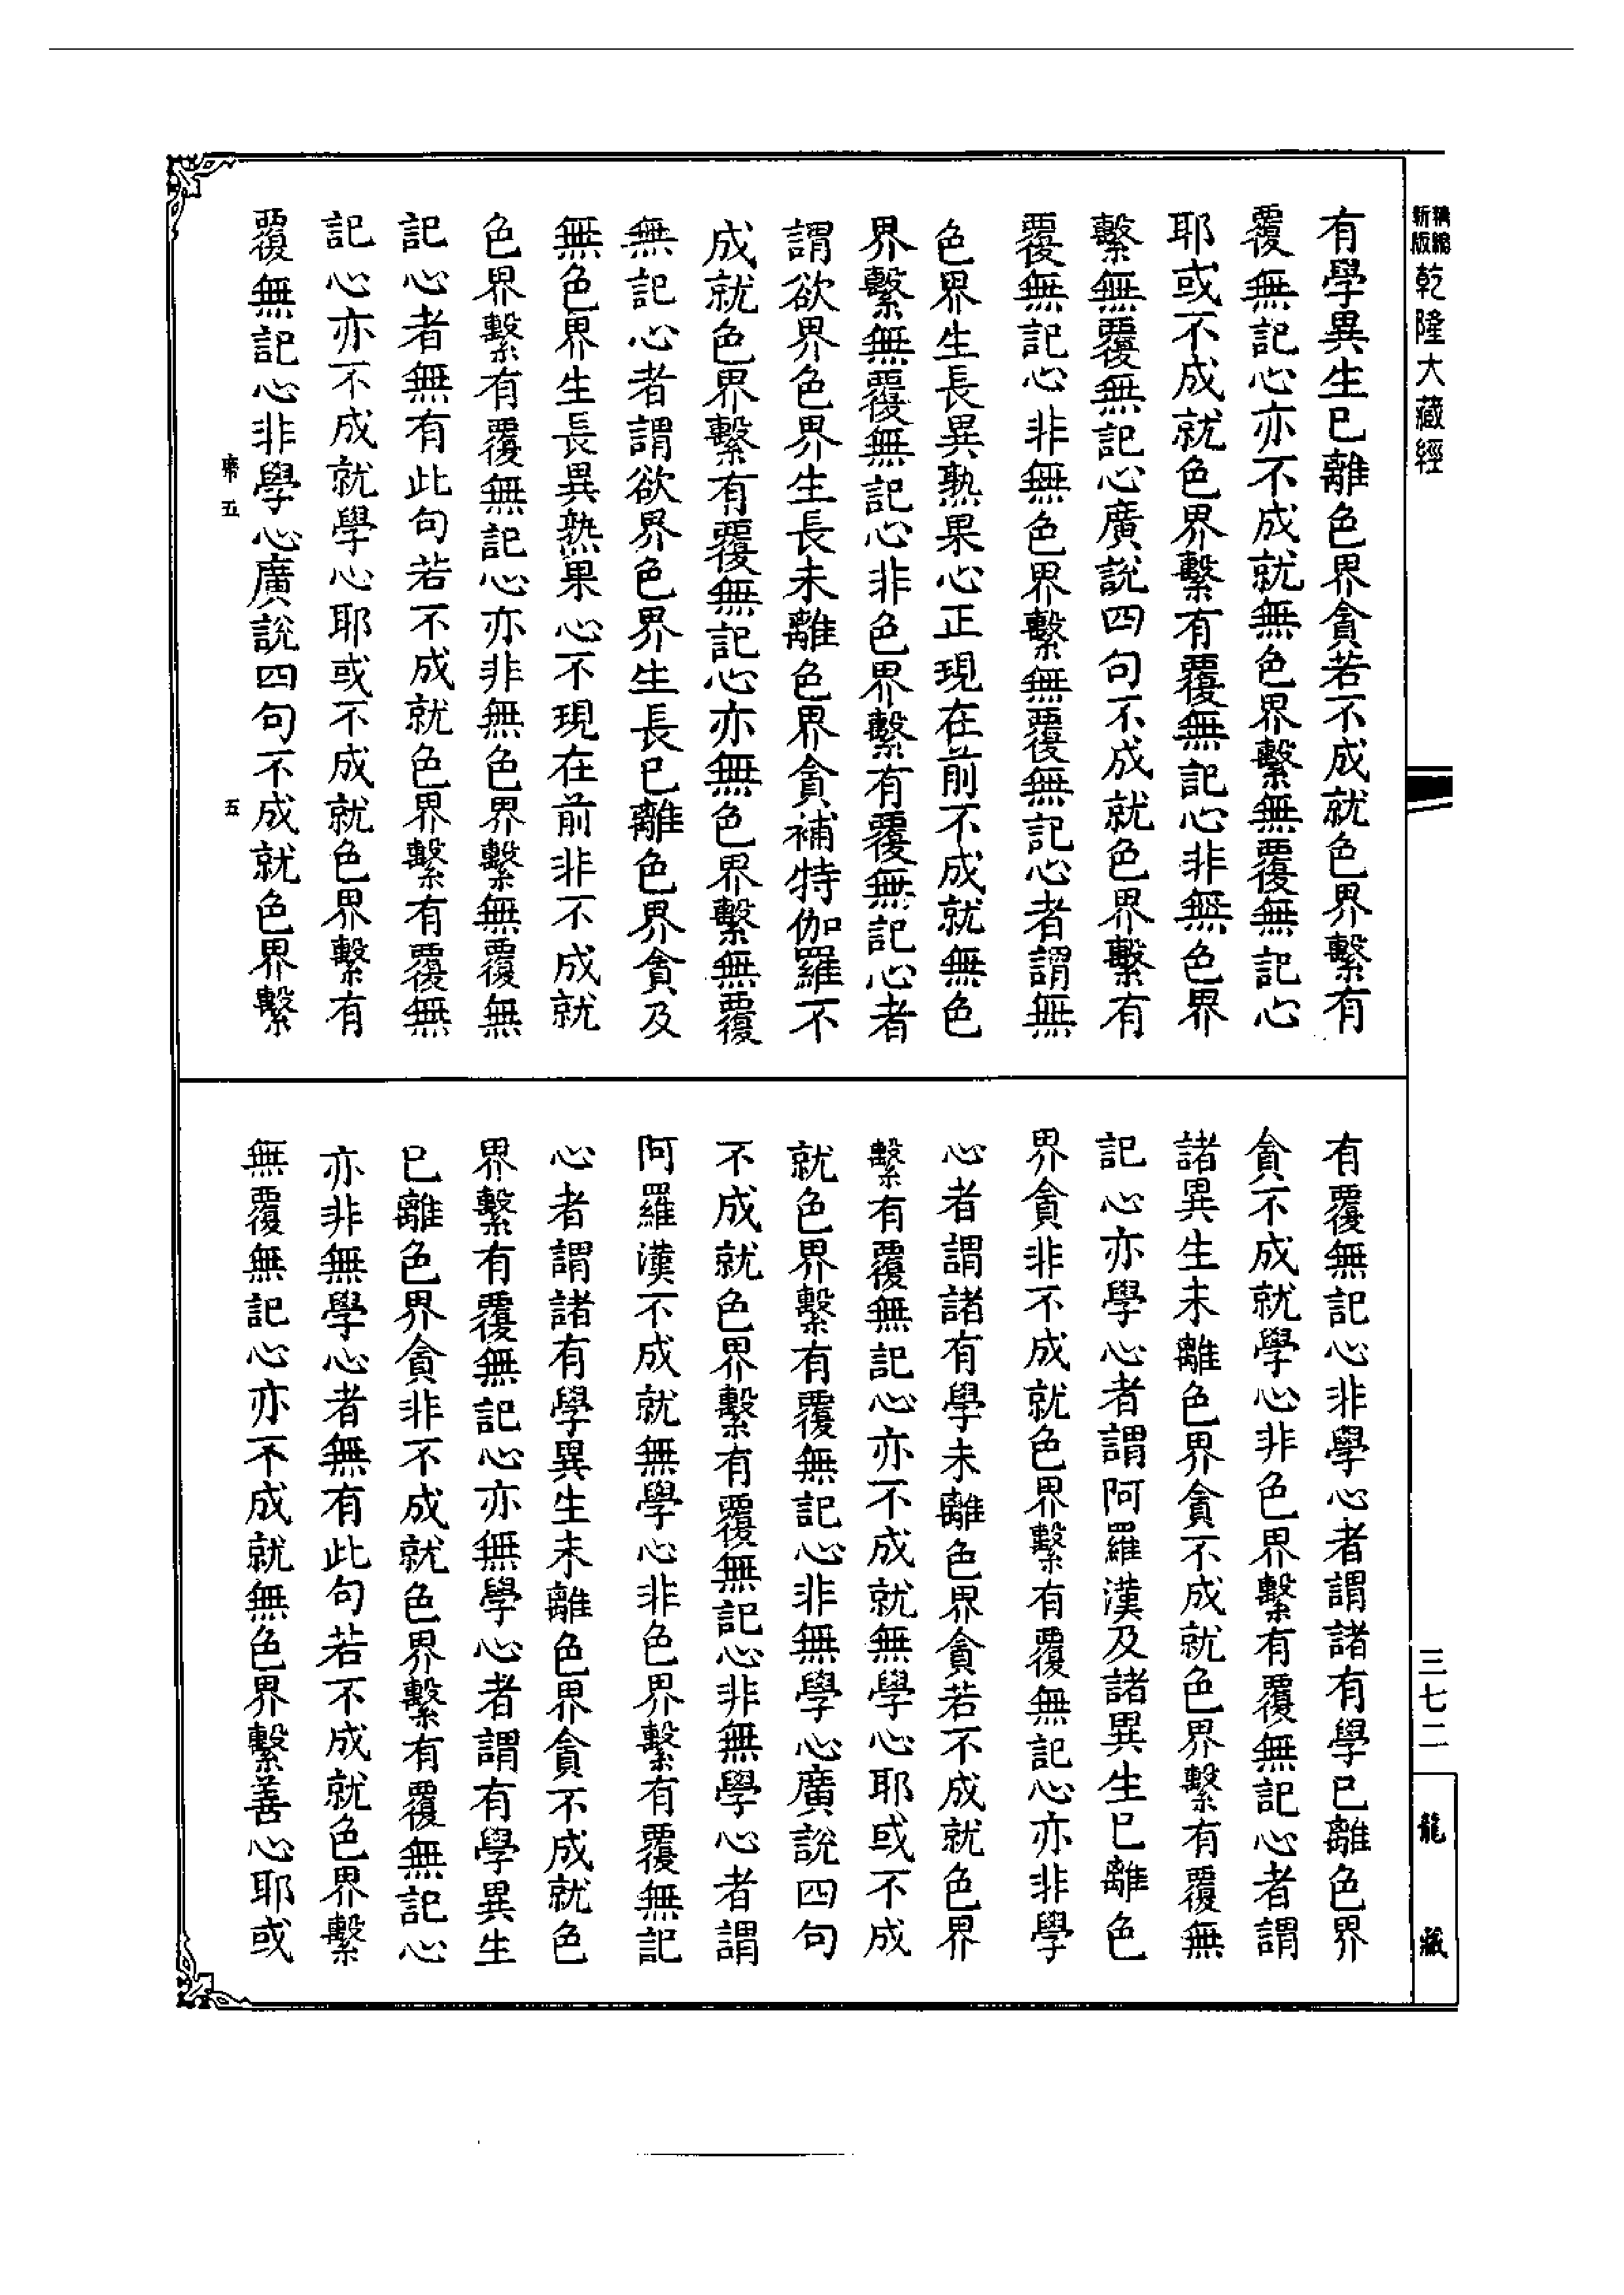 新版
精縮
乾隆大藏經
有學異生已離色界貪若不成就色界繫有
覆無記心亦不成就無色界繫無覆無記心
耶或不成就色界繫有覆無記心非無色界
繫無覆無記心廣說四句不成就色界繫有
覆無記心非無色界繫無覆無記心者謂無
色界生長異熟果心正現在前不成就無色
界繫無覆無記心非色界繫有覆無記心者
謂欲界色界生長未離色界貪補特伽羅不
成就色界繫有覆無記心亦無色界繫無覆
無記心者謂欲界色界生長已離色界貪及
無色界生長異熟果心不現在前非不成就
色界繫有覆無記心亦非無色界繫無覆無
記心者無有此句若不成就色界繫有覆無
記心亦不成就學心耶或不成就色界繫有
覆無記心非學心廣說四句不成就色界繫
五 五
有覆無記心非學心者謂諸有學已離色界
貪不成就學心非色界繫有覆無記心者謂
諸異生未離色界貪不成就色界繫有覆無
記心亦學心者謂阿羅漢及諸異生已離色
界貪非不成就色界繫有覆無記心亦非學
心者謂諸有學未離色界貪若不成就色界
繫有覆無記心亦不成就無學心耶或不成
就色界繫有覆無記心非無學心廣說四句
不成就色界繫有覆無記心非無學心者謂
阿羅漢不成就無學心非色界繫有覆無記
心者謂諸有學異生未離色界貪不成就色
界繫有覆無記心亦無學心者謂有學異生
已離色界貪非不成就色界繫有覆無記心
亦非無學心者無有此句若不成就色界繫
無覆無記心亦不成就無色界繫善心耶或
三七二
龍藏